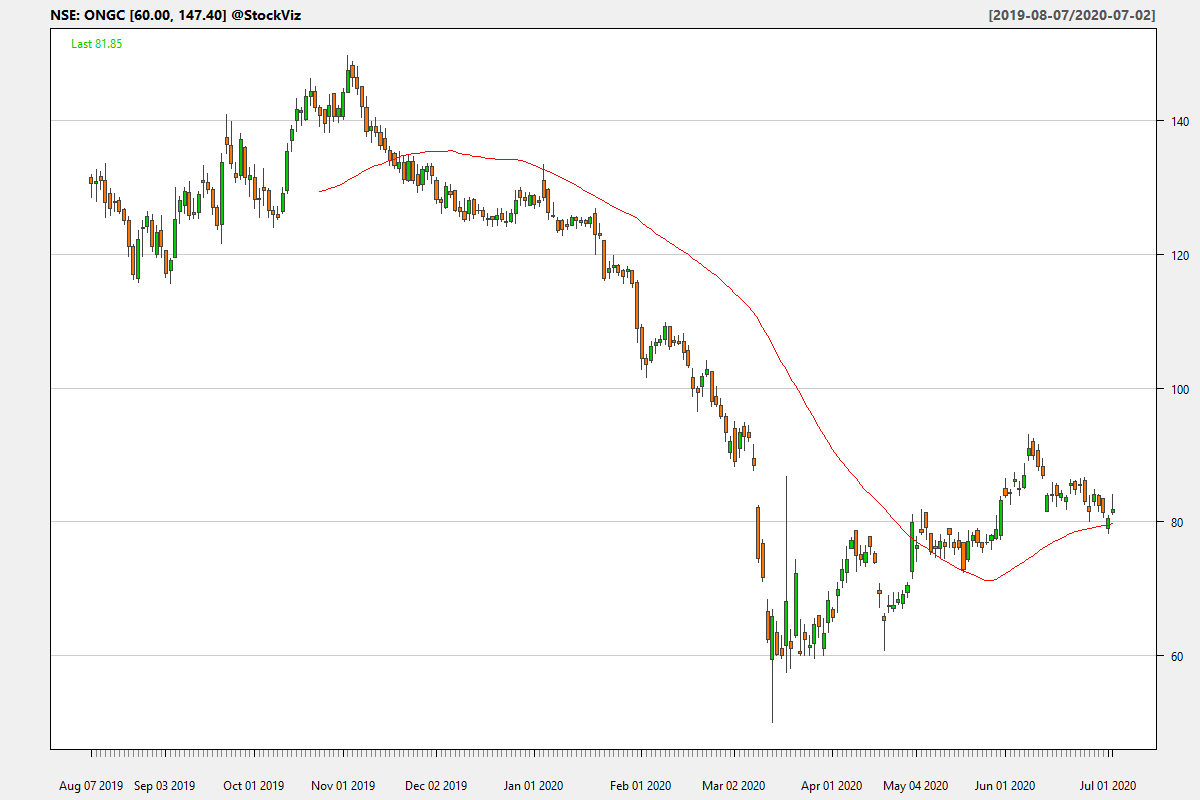 NSE: ONGC [60.00, 147.40] @StockViz [2019-08-07/2020-07-02]
Last 81.85
140
120
100
80
60
Aug 07 2019 Sep 03 2019 Oct 01 2019 Nov 01 2019 Dec 02 2019 Jan 01 2020 Feb 01 2020 Mar 02 2020 Apr 01 2020 May 04 2020 Jun 01 2020 Jul 01 2020